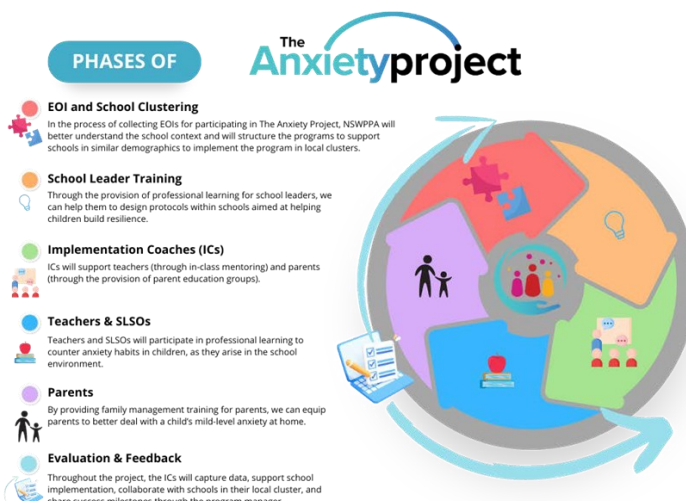 PHASES OF
The
Anxietyproject
EOI and School Clustering
In the process of collecting EOIs for participating in The Anxiety Project, NSWPPA will
better understand the school context and will structure the programs to support
schools in similar demographics to implement the program in local clusters.
School Leader Training
Through the provision of professional learning for school leaders, we
can help them to design protocols within schools aimed at helping
children build resilience.
Implementation Coaches (ICs)
ICs will support teachers (through in-class mentoring) and parents
(through the provision of parent education groups).
Teachers & SLSOs
Teachers and SLSOs will participate in professional learning to
counter anxiety habits in children, as they arise in the school
environment.
Parents
By providing family management training for parents, we can equip
parents to better deal with a child's mild-level anxiety at home.
Evaluation & Feedback
Throughout the project, the ICs will capture data, support school
implementation, collaborate with schools in their local cluster, and
share success milestones through the program manager.